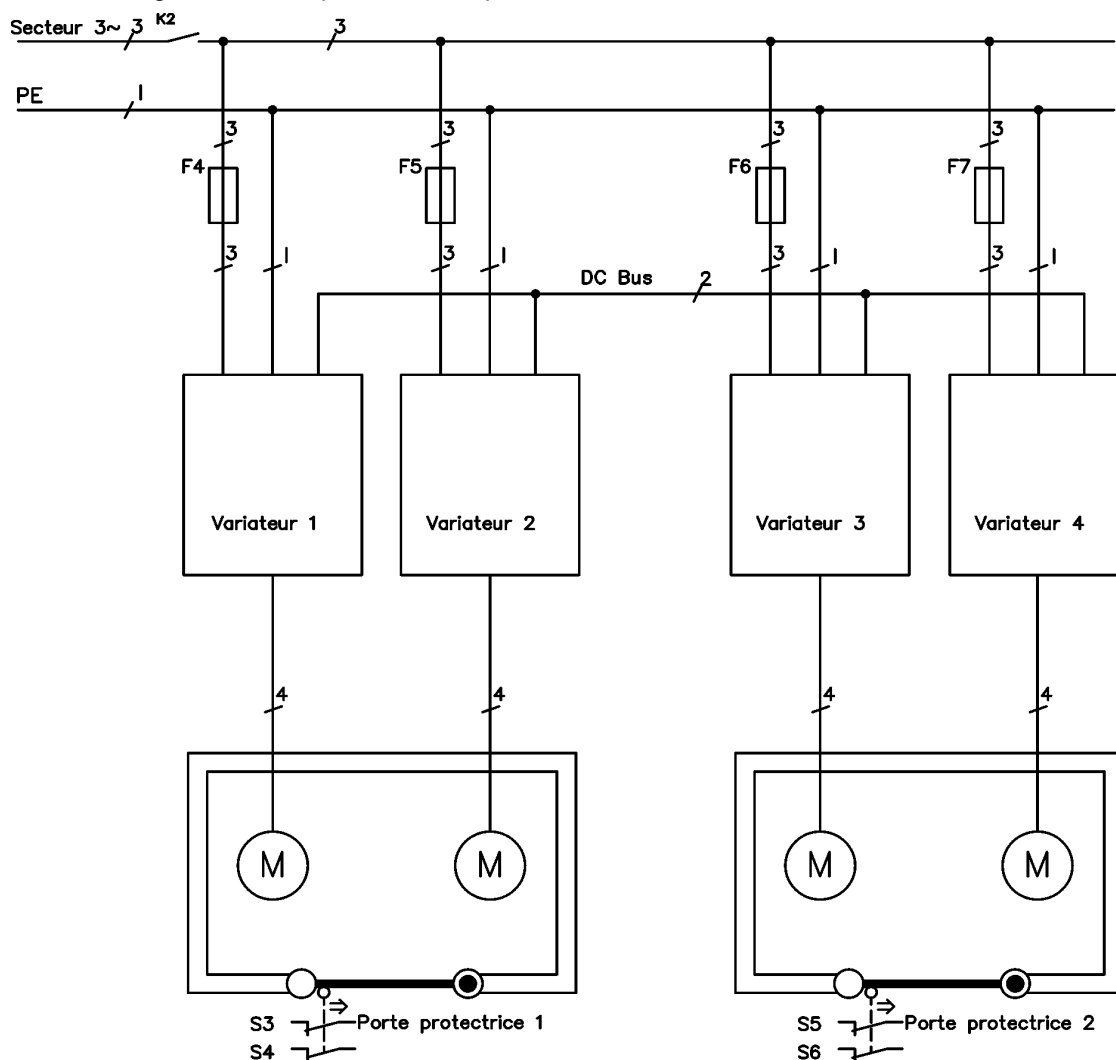 Secteur 3~ 3 K2 3
PE 1
3 3 3 3
F4 F5 F6 F7
3 1 3 1 3 1 3 1
DC Bus 2
Variateur 1 Variateur 2 Variateur 3 Variateur 4
4 4 4 4
M M M M
S3 Porte protectrice 1 S5 Porte protectrice 2
S4 S6